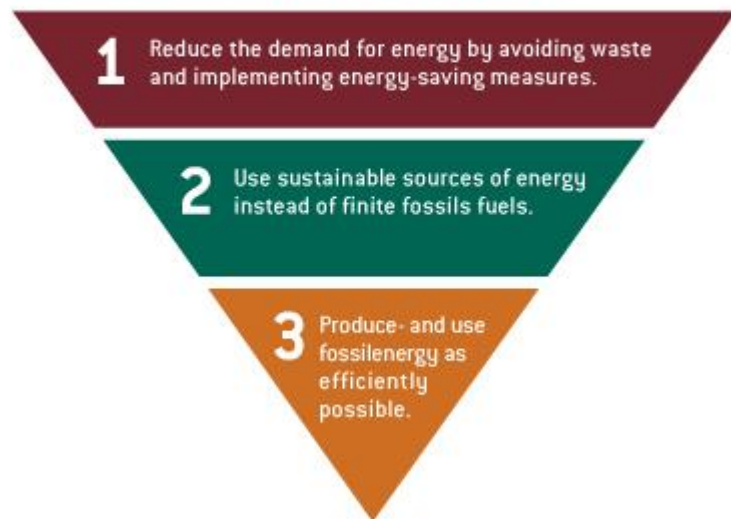 1
Reduce the demand for energy by avoiding waste
and implementing energy-saving measures.
2
Use sustainable sources of energy
instead of finite fossils fuels.
3
Produce- and use
fossilenergy as
efficiently
possible.